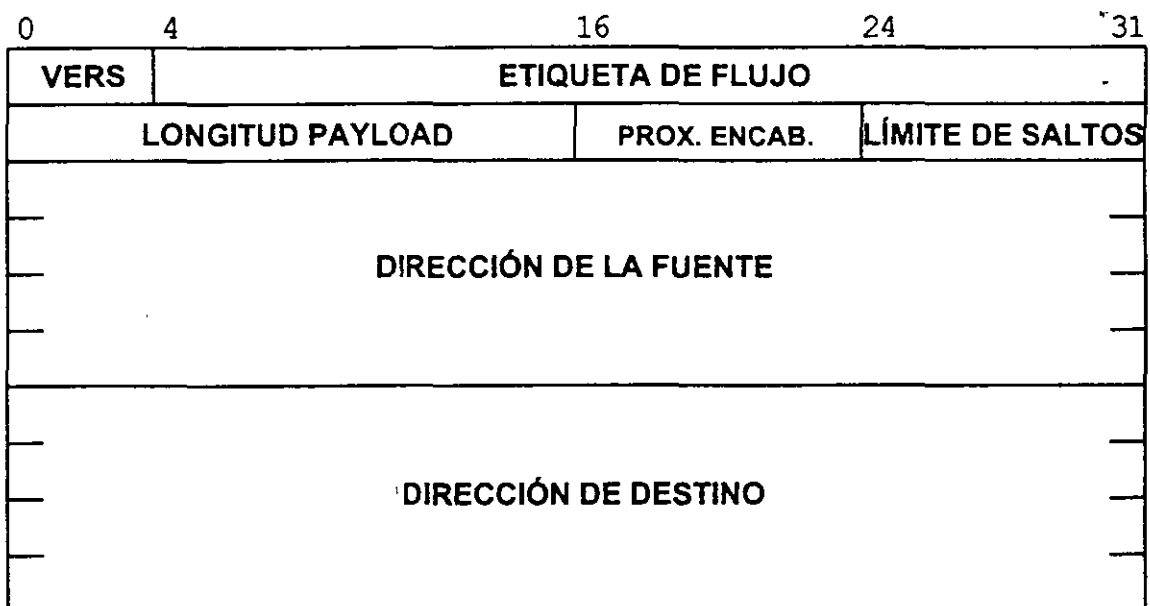 0 4 16 24 31
VERS ETIQUETA DE FLUJO
LONGITUD PAYLOAD PROX. ENCAB. LÍMITE DE SALTOS
DIRECCIÓN DE LA FUENTE
DIRECCIÓN DE DESTINO